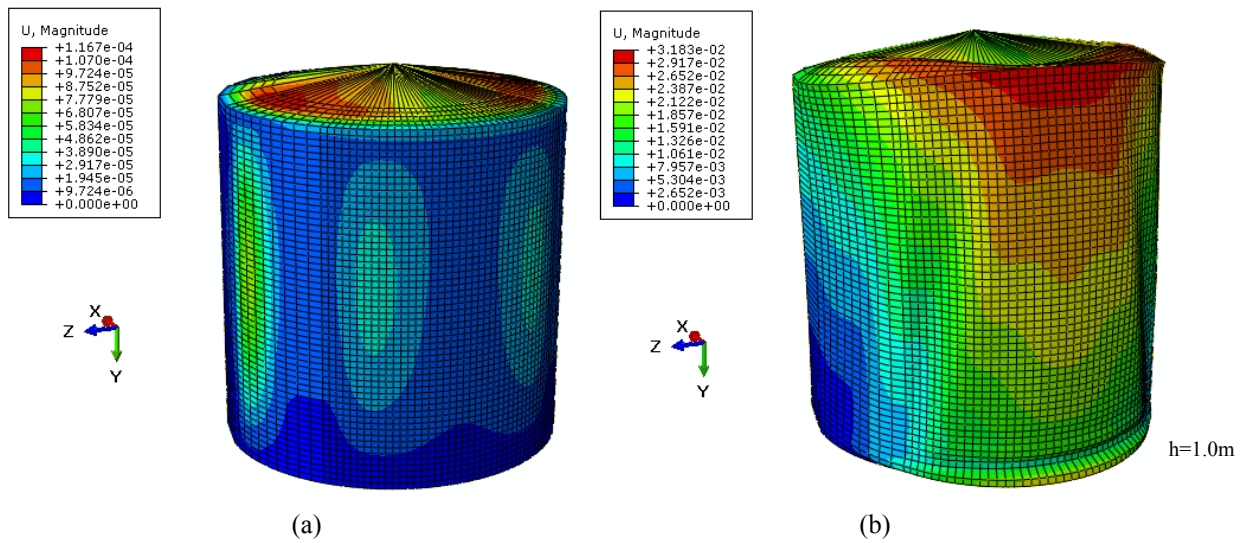 U, Magnitude
+1.167e-04
+1.070e-04
+9.724e-05
+8.752e-05
+7.779e-05
+6.807e-05
+5.834e-05
+4.862e-05
+3.890e-05
+2.917e-05
+1.945e-05
+9.724e-06
+0.000e+00
X
Z
Y
(a)
U, Magnitude
+3.183e-02
+2.917e-02
+2.652e-02
+2.387e-02
+2.122e-02
+1.857e-02
+1.591e-02
+1.326e-02
+1.061e-02
+7.957e-03
+5.304e-03
+2.652e-03
+0.000e+00
X
Z
Y
h=1.0m
(b)